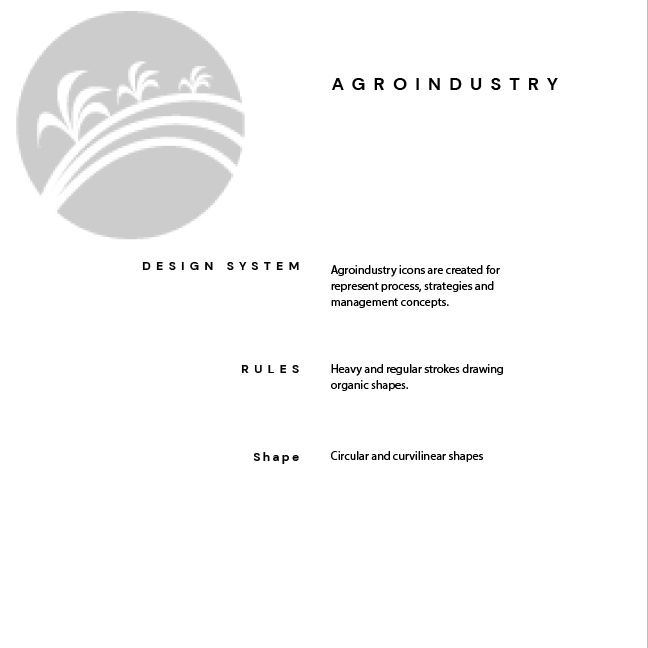 AGROINDUSTRY
DESIGN SYSTEM
Agroindustry icons are created for
represent process, strategies and
management concepts.
RULES
Heavy and regular strokes drawing
organic shapes.
Shape
Circular and curvilinear shapes